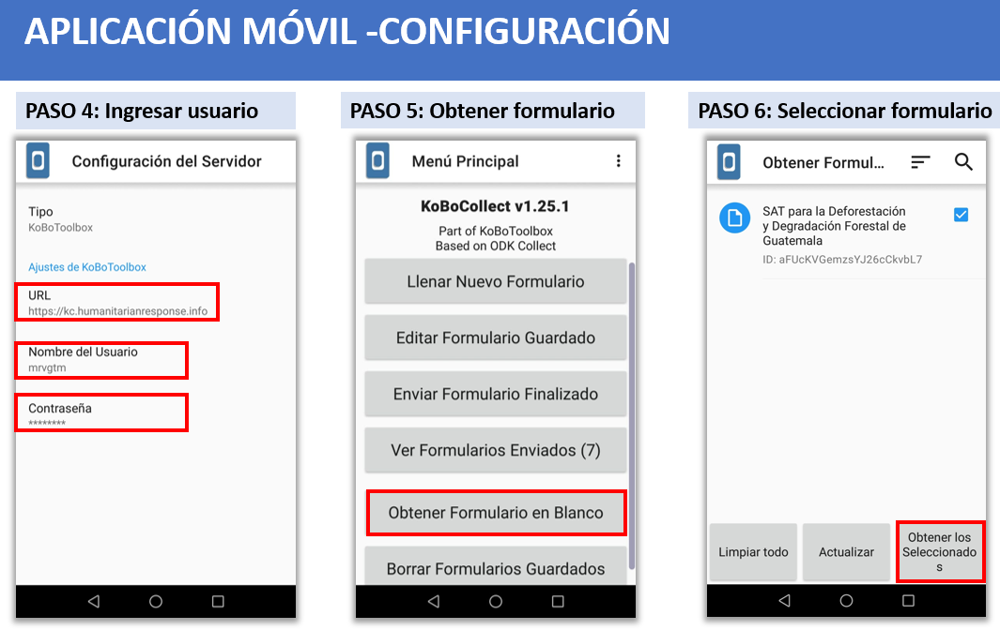 APLICACIÓN MÓVIL -CONFIGURACIÓN
PASO 4: Ingresar usuario
Configuración del Servidor
Tipo
KoBoToolbox
Ajustes de KoBoToolbox
URL
https://kc.humanitarianresponse.info
Nombre del Usuario
mrvgtm
Contraseña
********
PASO 5: Obtener formulario
Menú Principal
KoBoCollect v1.25.1
Part of KoBoToolbox
Based on ODK Collect
Llenar Nuevo Formulario
Editar Formulario Guardado
Enviar Formulario Finalizado
Ver Formularios Enviados (7)
Obtener Formulario en Blanco
Borrar Formularios Guardados
PASO 6: Seleccionar formulario
Obtener Formul...
SAT para la Deforestación
y Degradación Forestal de
Guatemala
ID: aFUcKVGemzsYJ26cCkvbL7
Limpiar todo
Actualizar
Obtener los
Seleccionado
s